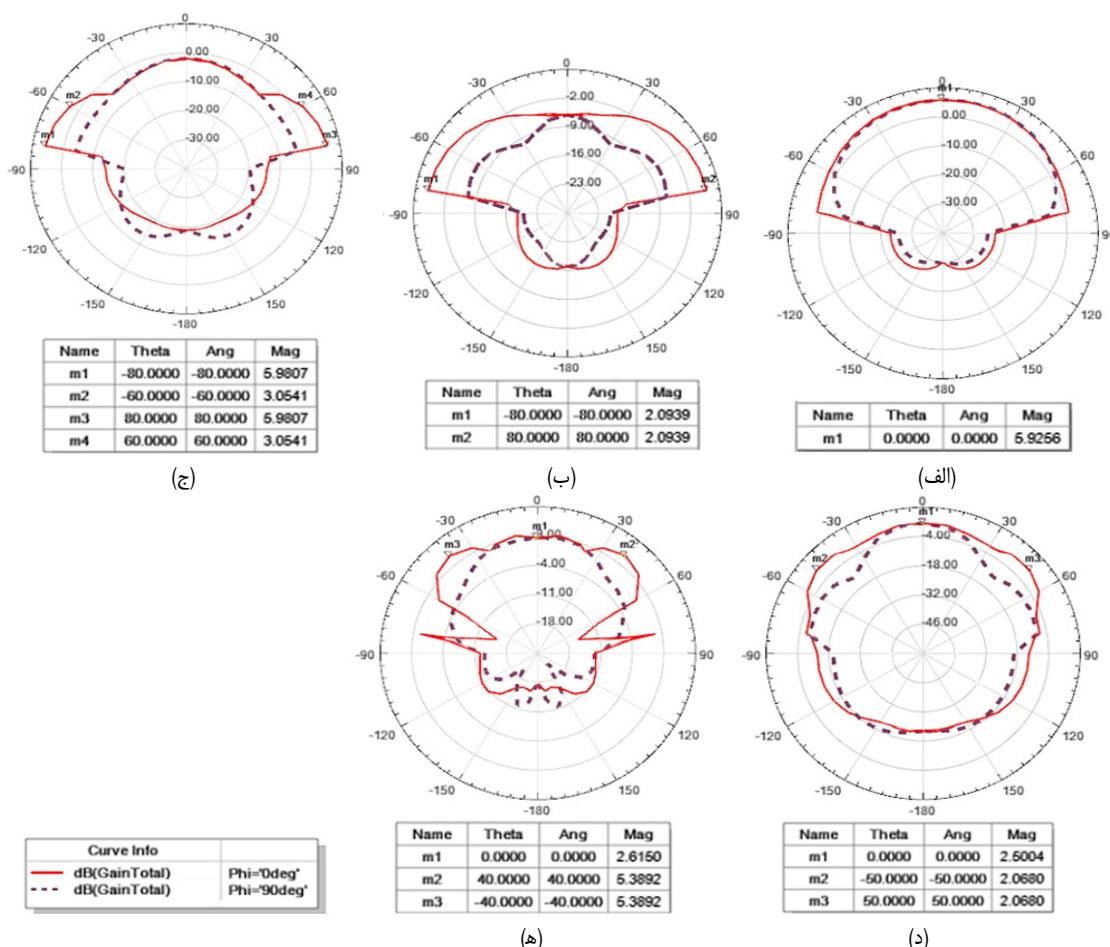 0
-30
30
-60
60
-90
90
-120
120
-150
150
-180
0.00
-10.00
-20.00
-30.00
m1
m2
m3
m4
Name Theta Ang Mag
m1 -80.0000 -80.0000 5.9807
m2 -60.0000 -60.0000 3.0541
m3 80.0000 80.0000 5.9807
m4 60.0000 60.0000 3.0541
(ج)
0
-30
30
-60
60
-90
90
-120
120
-150
150
-180
-2.00
-9.00
-16.00
-23.00
m1
m2
Name Theta Ang Mag
m1 -80.0000 -80.0000 2.0939
m2 80.0000 80.0000 2.0939
(ب)
0
-30
30
-60
60
-90
90
-120
120
-150
150
-180
m1
0.00
-10.00
-20.00
-30.00
Name Theta Ang Mag
m1 0.0000 0.0000 5.9256
(الف)
Curve Info
dB(GainTotal) Phi='0deg'
dB(GainTotal) Phi='90deg'
0
-30
30
-60
60
-90
90
-120
120
-150
150
-180
m1
m2
m3
-4.00
-11.00
-18.00
Name Theta Ang Mag
m1 0.0000 0.0000 2.6150
m2 40.0000 40.0000 5.3892
m3 -40.0000 -40.0000 5.3892
(ه)
0
-30
30
-60
60
-90
90
-120
120
-150
150
-180
m1
m2
m3
-4.00
-18.00
-32.00
-46.00
Name Theta Ang Mag
m1 0.0000 0.0000 2.5004
m2 -50.0000 -50.0000 2.0680
m3 50.0000 50.0000 2.0680
(د)